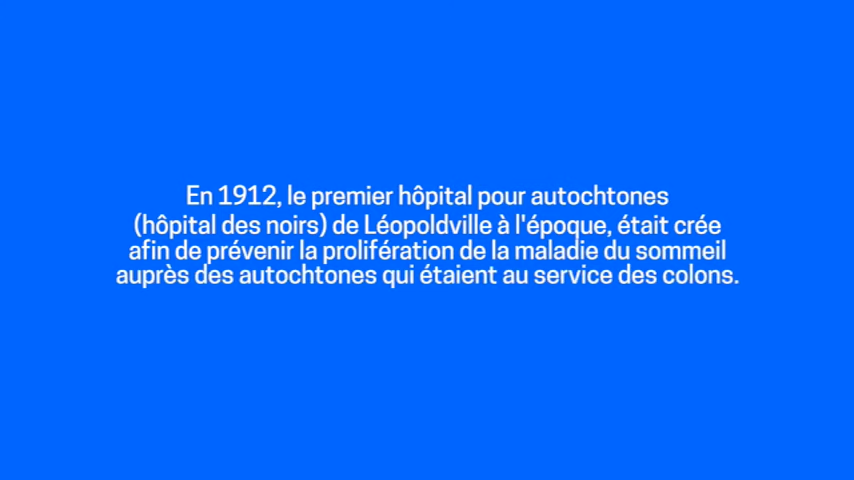 En 1912, le premier hôpital pour autochtones
(hôpital des noirs) de Léopoldville à l'époque, était crée
afin de prévenir la prolifération de la maladie du sommeil
auprès des autochtones qui étaient au service des colons.